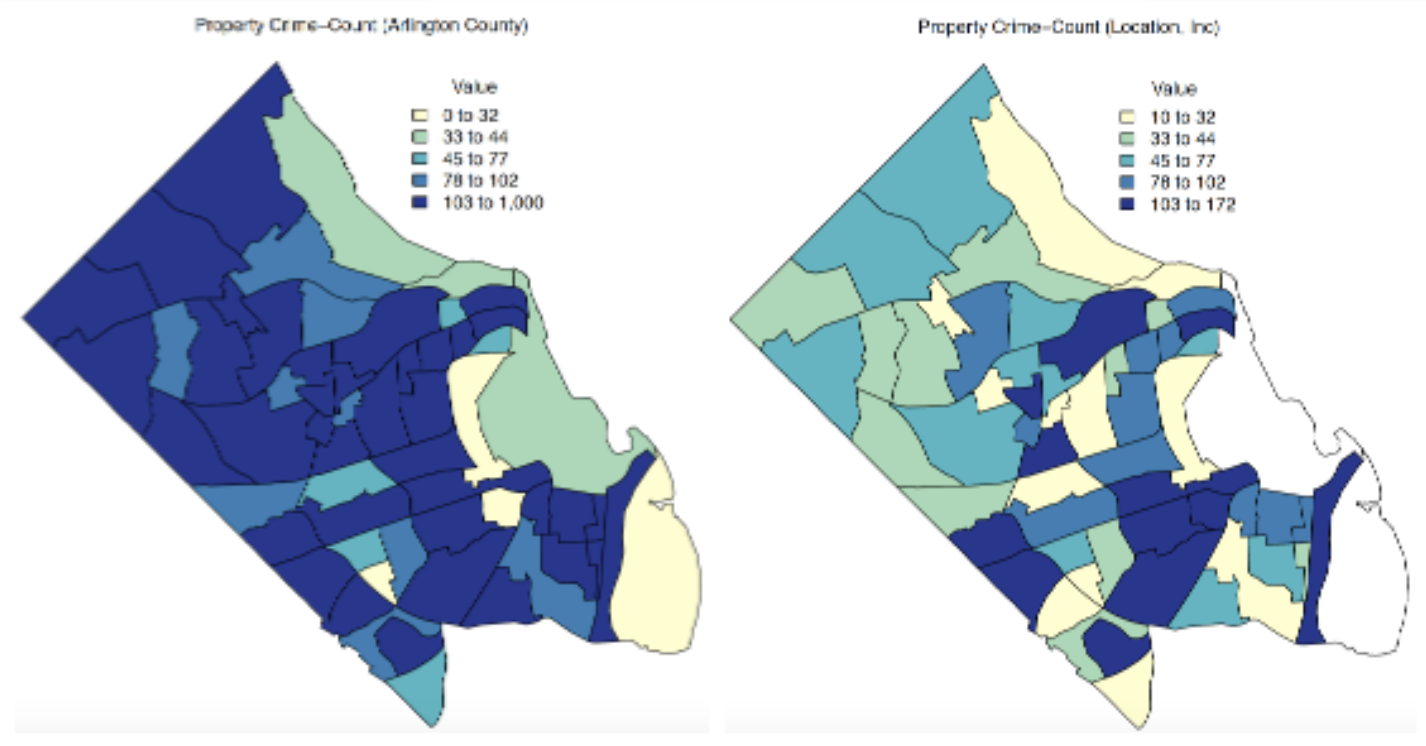 Property Crime-Count (Arlington County)
Value
0 to 32
33 to 44
45 to 77
78 to 102
103 to 1,000
Property Crime-Count (Location, Inc)
Value
10 to 32
33 to 44
45 to 77
78 to 102
103 to 172